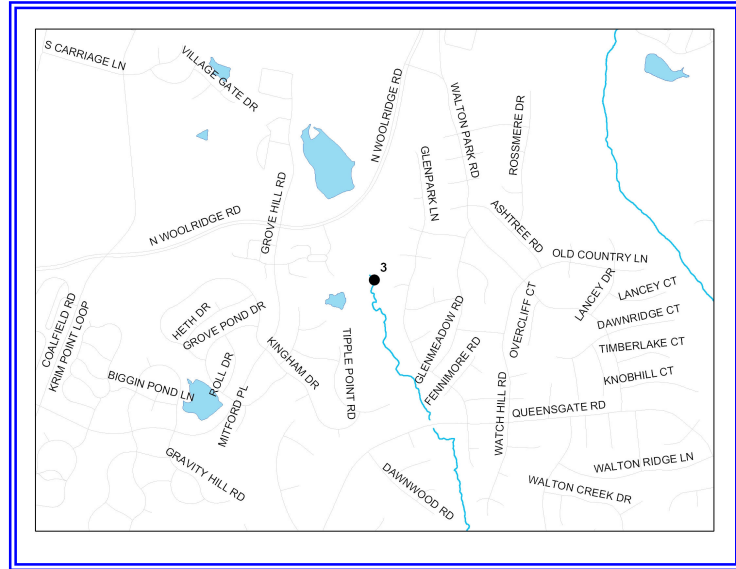 S CARRIAGE LN
VILLAGE GATE DR
N WOOLRIDGE RD
WALTON PARK RD
ROSSMERE DR
GLENPARK LN
GROVE HILL RD
N WOOLRIDGE RD
ASHTREE RD
OLD COUNTRY LN
3
LANCEY DR
LANCEY CT
COALFIELD RD
KRIM POINT LOOP
HETH DR
GROVE POND DR
OVERCLIFF CT
DAWNRIDGE CT
GLENMEADOW RD
TIPPLE POINT RD
KINGHAM DR
FENNIMORE RD
TIMBERLAKE CT
ROLL DR
BIGGIN POND LN
KNOBHILL CT
MITFORD PL
WATCH HILL RD
QUEENSGATE RD
GRAVITY HILL RD
DAWNWOOD RD
WALTON RIDGE LN
WALTON CREEK DR